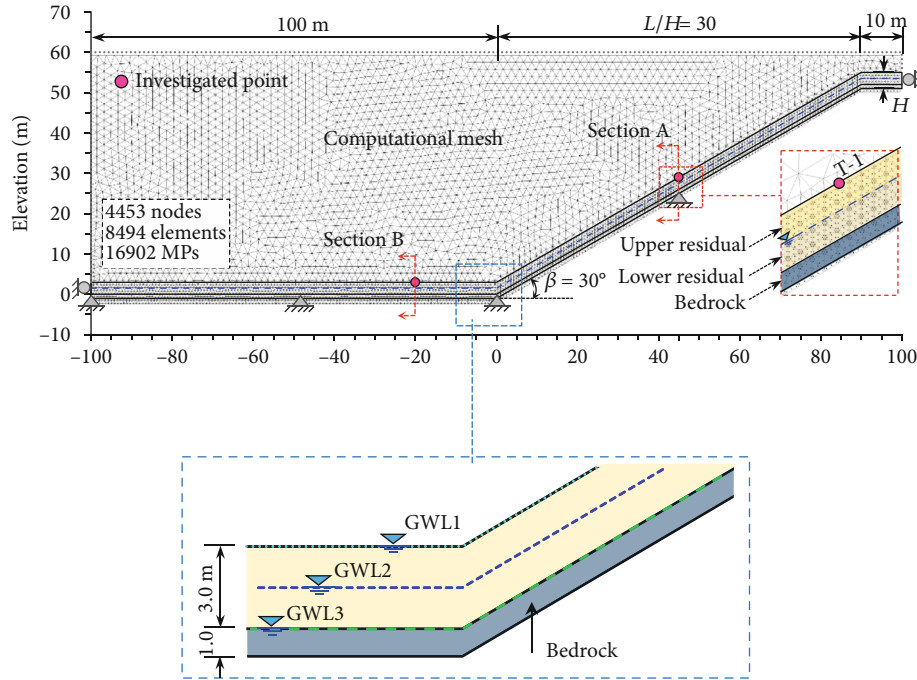 100 m
L/H= 30
10 m
70
60
50
40
30
20
10
0
−10
Elevation (m)
Investigated point
Computational mesh
Section A
H
T-1
4453 nodes
8494 elements
16902 MPs
Section B
β = 30°
Upper residual
Lower residual
Bedrock
−100
−80
−60
−40
−20
0
20
40
60
80
100
GWL1
GWL2
GWL3
3.0 m
1.0
Bedrock